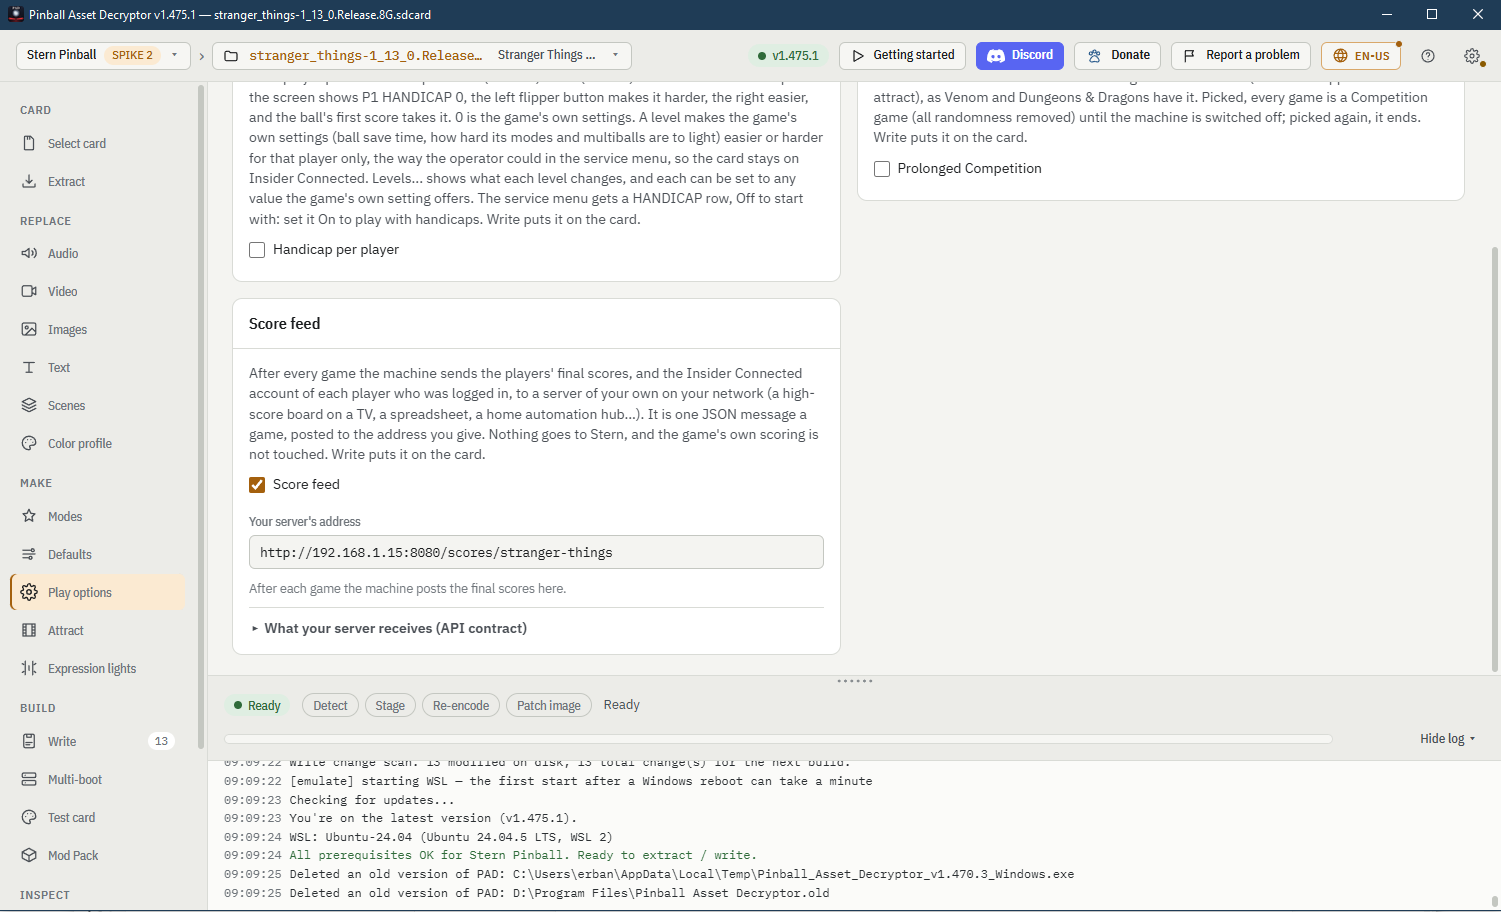 Pinball Asset Decryptor v1.475.1 — stranger_things-1_13_0.Release.8G.sdcard
Stern Pinball SPIKE 2
stranger_things-1_13_0.Release… Stranger Things ...
v1.475.1
Getting started
Discord
Donate
Report a problem
EN-US
CARD
Select card
Extract
REPLACE
Audio
Video
Images
Text
Scenes
Color profile
MAKE
Modes
Defaults
Play options
Attract
Expression lights
BUILD
Write 13
Multi-boot
Test card
Mod Pack
INSPECT
the screen shows P1 HANDICAP 0, the left flipper button makes it harder, the right easier,
and the ball's first score takes it. 0 is the game's own settings. A level makes the game's
own settings (ball save time, how hard its modes and multiballs are to light) easier or harder
for that player only, the way the operator could in the service menu, so the card stays on
Insider Connected. Levels... shows what each level changes, and each can be set to any
value the game's own setting offers. The service menu gets a HANDICAP row, Off to start
with: set it On to play with handicaps. Write puts it on the card.
Handicap per player
attract), as Venom and Dungeons & Dragons have it. Picked, every game is a Competition
game (all randomness removed) until the machine is switched off; picked again, it ends.
Write puts it on the card.
Prolonged Competition
Score feed
After every game the machine sends the players' final scores, and the Insider Connected
account of each player who was logged in, to a server of your own on your network (a high-
score board on a TV, a spreadsheet, a home automation hub...). It is one JSON message a
game, posted to the address you give. Nothing goes to Stern, and the game's own scoring is
not touched. Write puts it on the card.
Score feed
Your server's address
http://192.168.1.15:8080/scores/stranger-things
After each game the machine posts the final scores here.
What your server receives (API contract)
Ready
Detect
Stage
Re-encode
Patch image
Ready
Hide log
09:09:22 Write change scan: 13 modified on disk, 13 total change(s) for the next build.
09:09:22 [emulate] starting WSL — the first start after a Windows reboot can take a minute
09:09:23 Checking for updates...
09:09:23 You're on the latest version (v1.475.1).
09:09:24 WSL: Ubuntu-24.04 (Ubuntu 24.04.5 LTS, WSL 2)
09:09:24 All prerequisites OK for Stern Pinball. Ready to extract / write.
09:09:25 Deleted an old version of PAD: C:\Users\erban\AppData\Local\Temp\Pinball_Asset_Decryptor_v1.470.3_Windows.exe
09:09:25 Deleted an old version of PAD: D:\Program Files\Pinball Asset Decryptor.old